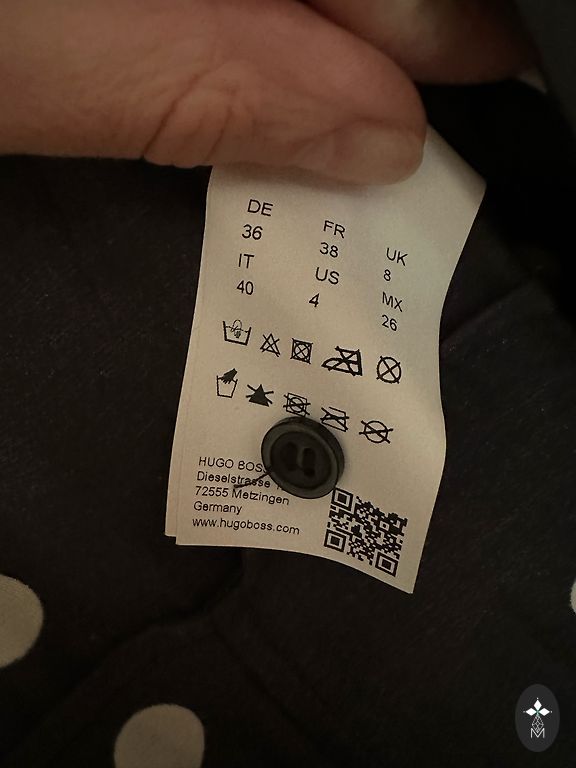 DE FR UK
36 38 8
IT US MX
40 4 26
HUGO BOSS
Dieselstrasse
72555 Metzingen
Germany
www.hugoboss.com
M